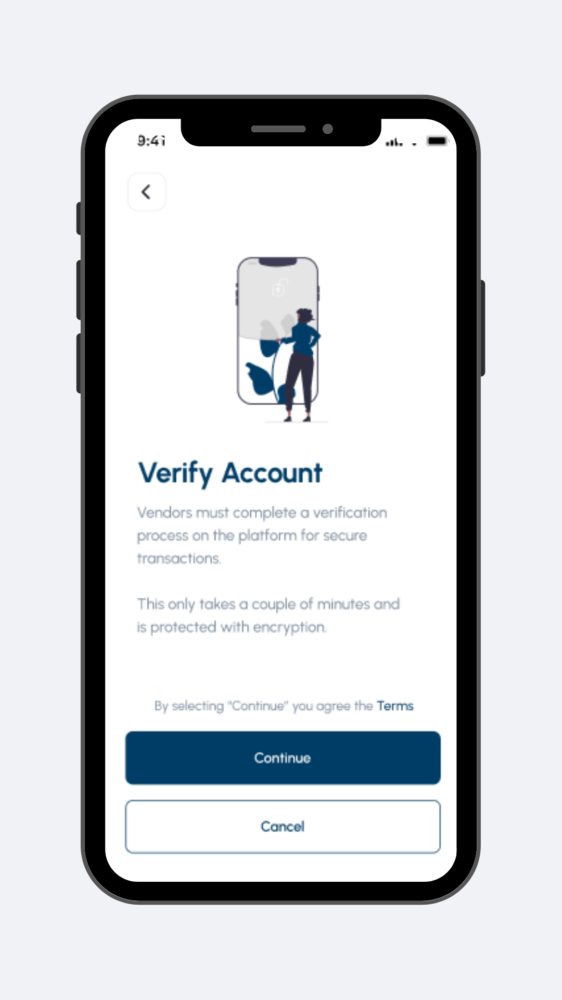 9:41
Verify Account
Vendors must complete a verification
process on the platform for secure
transactions.
This only takes a couple of minutes and
is protected with encryption.
By selecting “Continue” you agree the Terms
Continue
Cancel